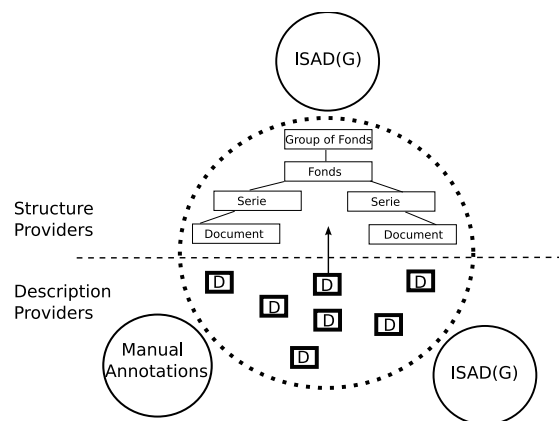 ISAD(G)
Group of Fonds
Fonds
Serie
Serie
Document
Document
Structure
Providers
Description
Providers
D
D
D
D
D
D
D
Manual
Annotations
ISAD(G)